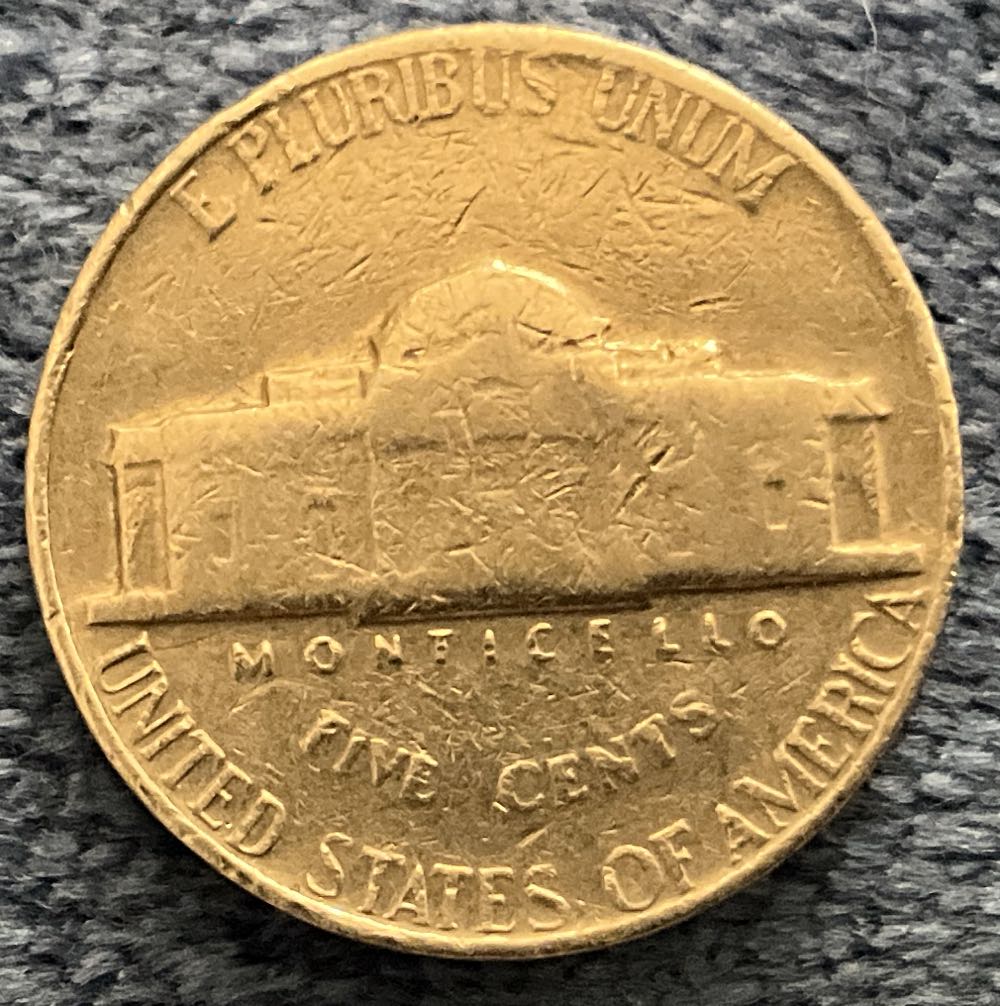 E PLURIBUS UNUM
MONTICELLO
FIVE CENTS
UNITED STATES OF AMERICA